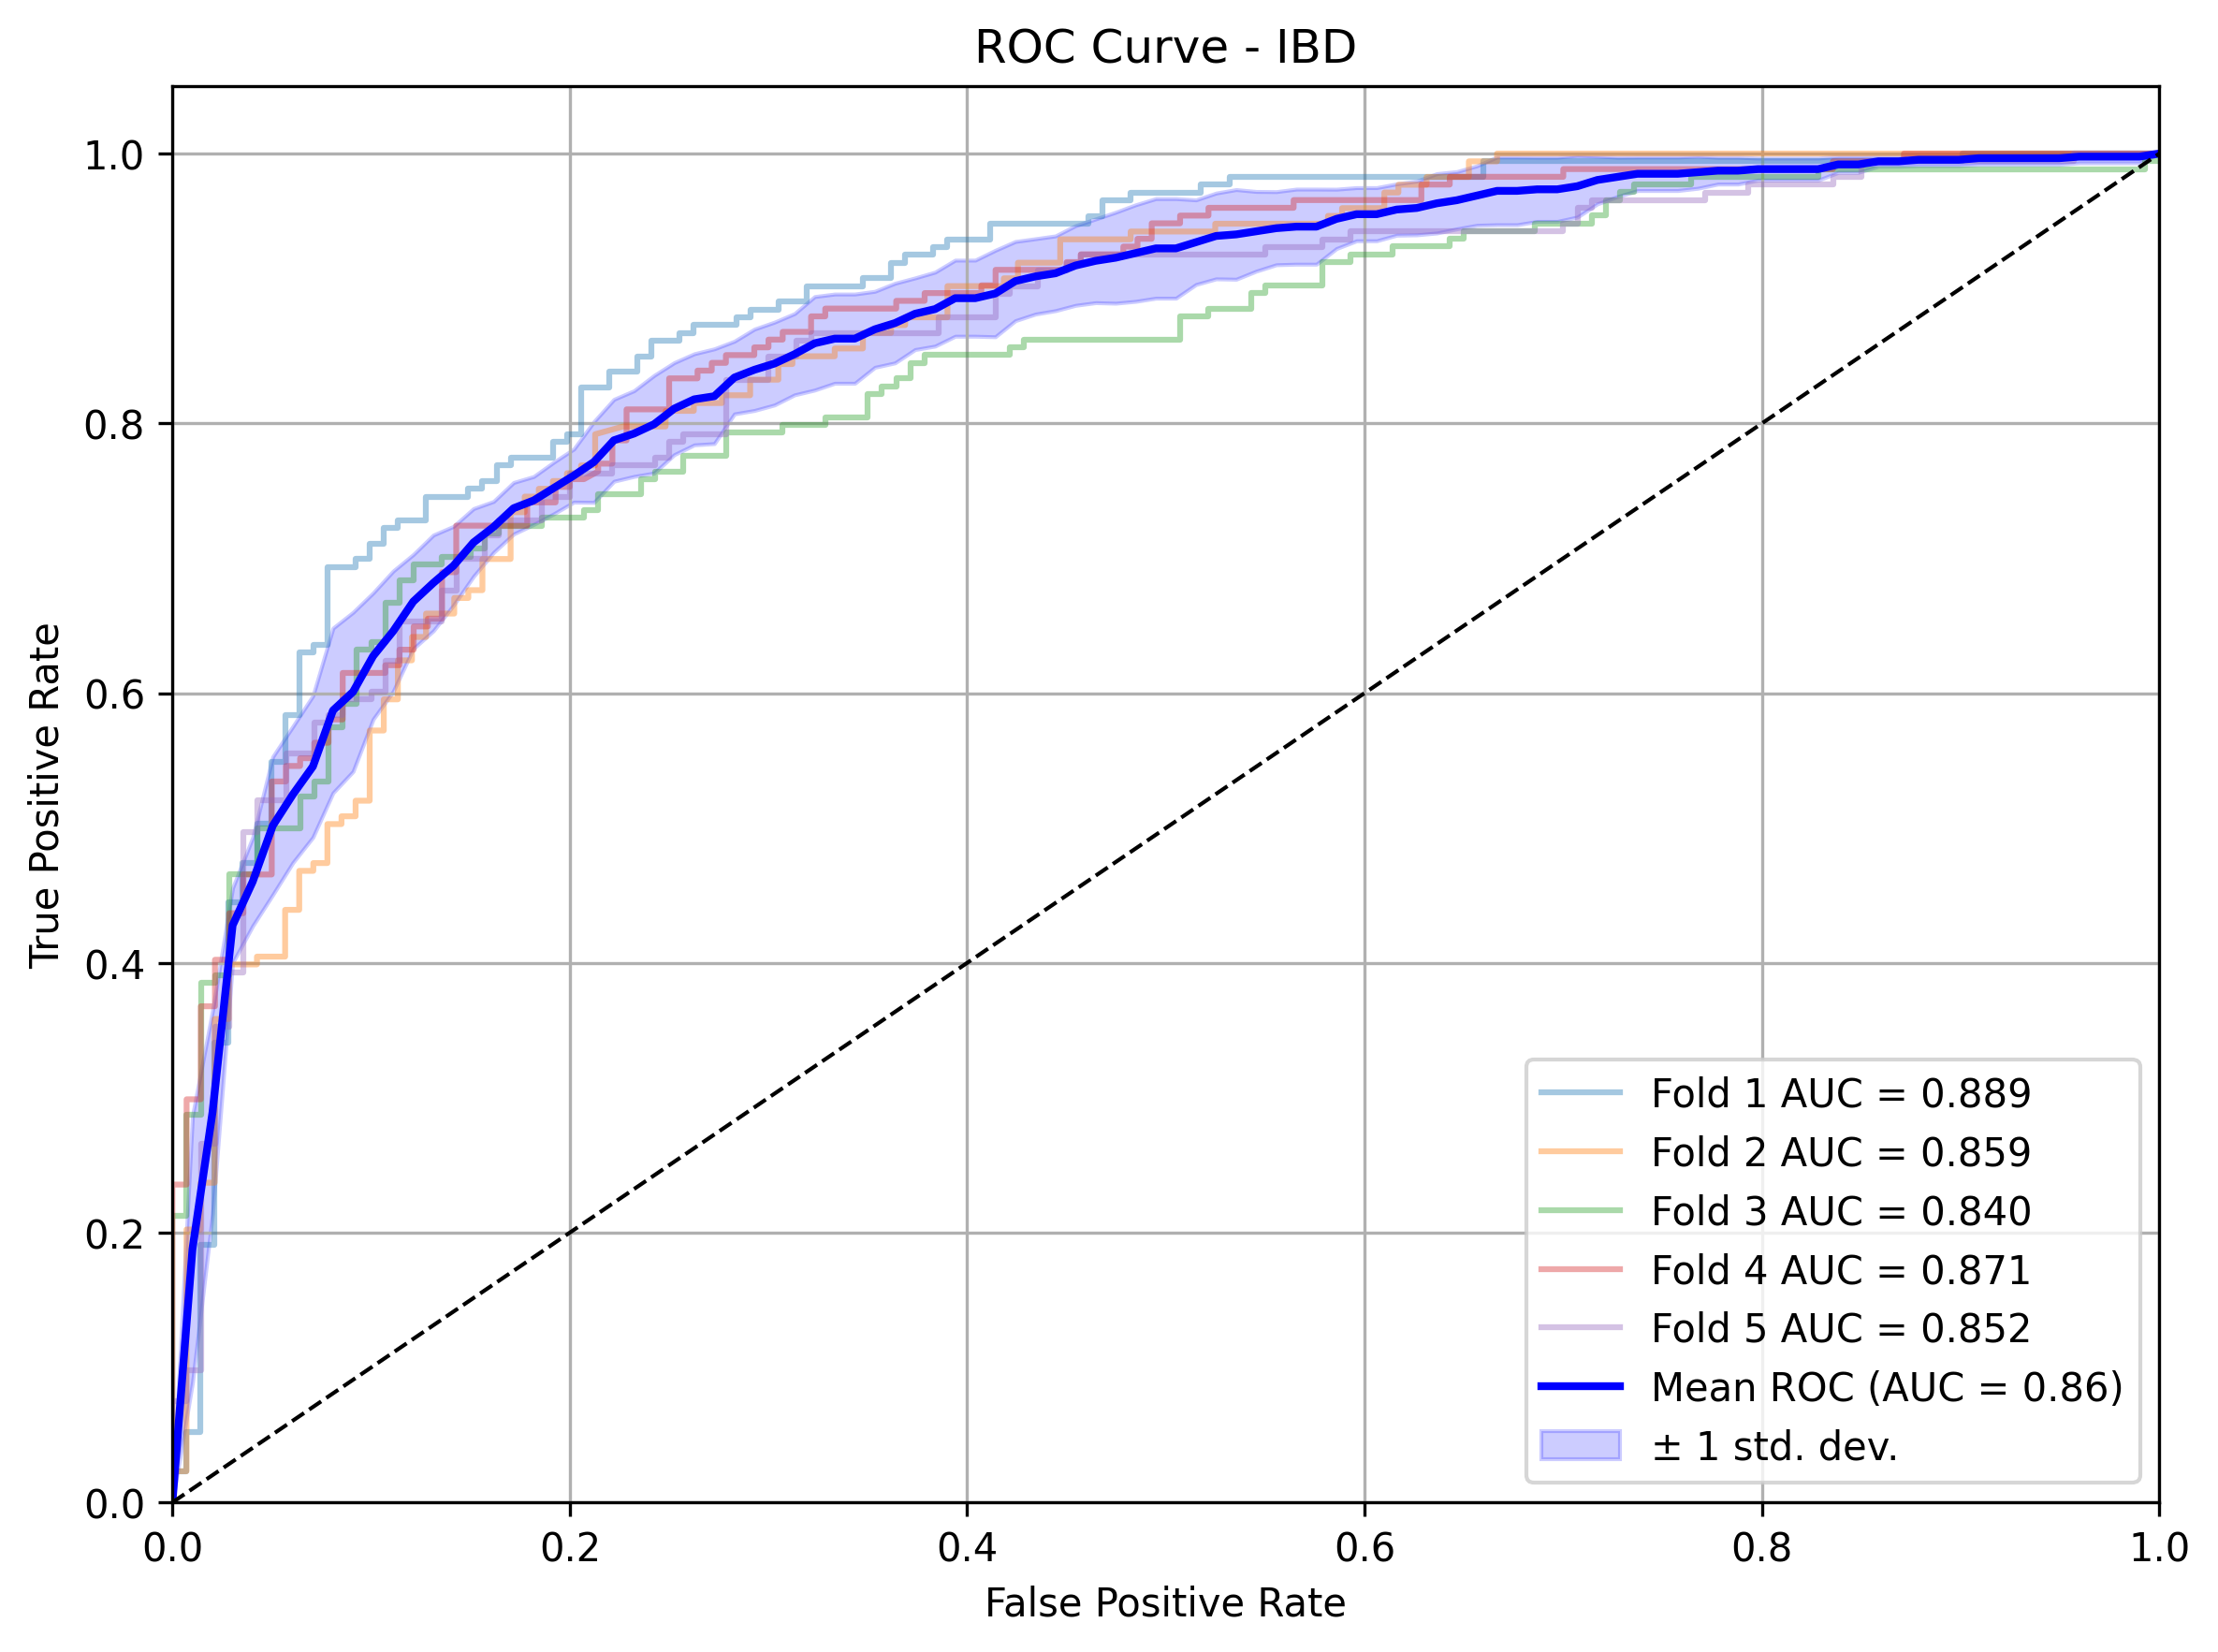 ROC Curve - IBD
True Positive Rate
1.0
0.8
0.6
0.4
0.2
0.0
0.0 0.2 0.4 0.6 0.8 1.0
False Positive Rate
Fold 1 AUC = 0.889
Fold 2 AUC = 0.859
Fold 3 AUC = 0.840
Fold 4 AUC = 0.871
Fold 5 AUC = 0.852
Mean ROC (AUC = 0.86)
± 1 std. dev.